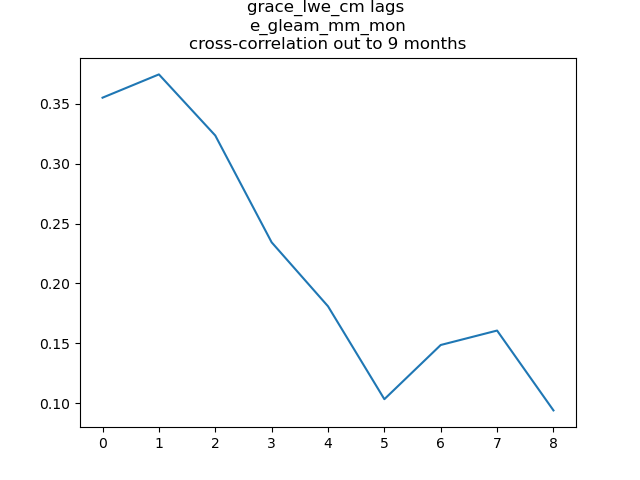 grace_lwe_cm lags
e_gleam_mm_mon
cross-correlation out to 9 months
0.35
0.30
0.25
0.20
0.15
0.10
0 1 2 3 4 5 6 7 8